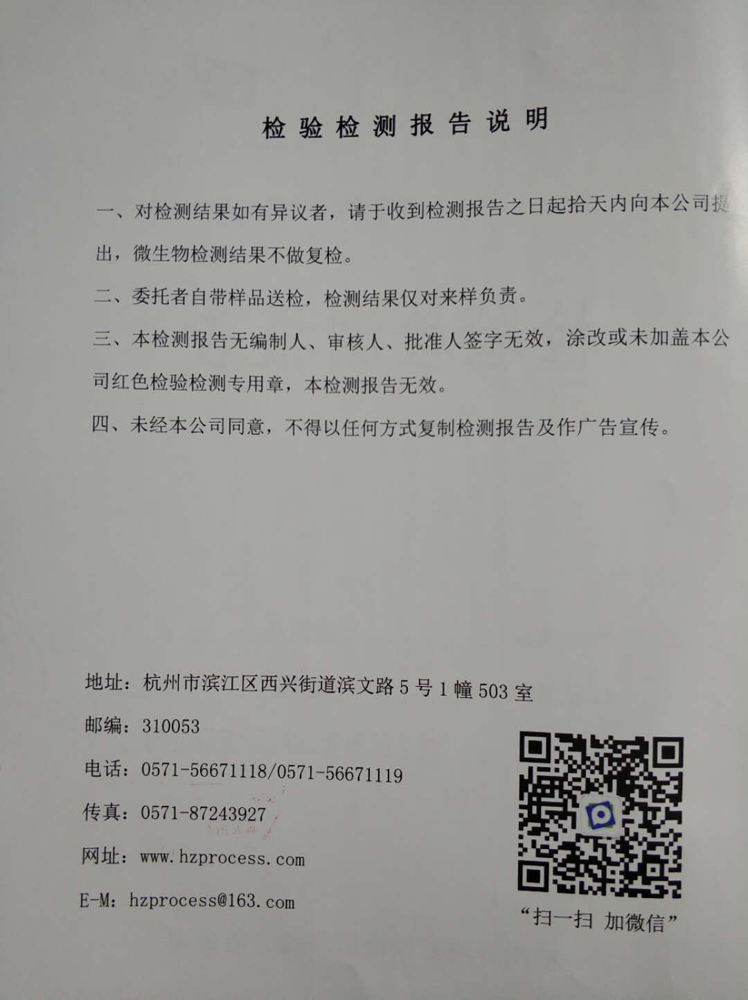 检验检测报告说明
一、对检测结果如有异议者，请于收到检测报告之日起拾天内向本公司提
出，微生物检测结果不做复检。
二、委托者自带样品送检，检测结果仅对来样负责。
三、本检测报告无编制人、审核人、批准人签字无效，涂改或未加盖本公
司红色检验检测专用章，本检测报告无效。
四、未经本公司同意，不得以任何方式复制检测报告及作广告宣传。
地址：杭州市滨江区西兴街道滨文路5号1幢503室
邮编：310053
电话：0571-56671118/0571-56671119
传真：0571-87243927
网址：www.hzprocess.com
E-M：hzprocess@163.com
“扫一扫 加微信”